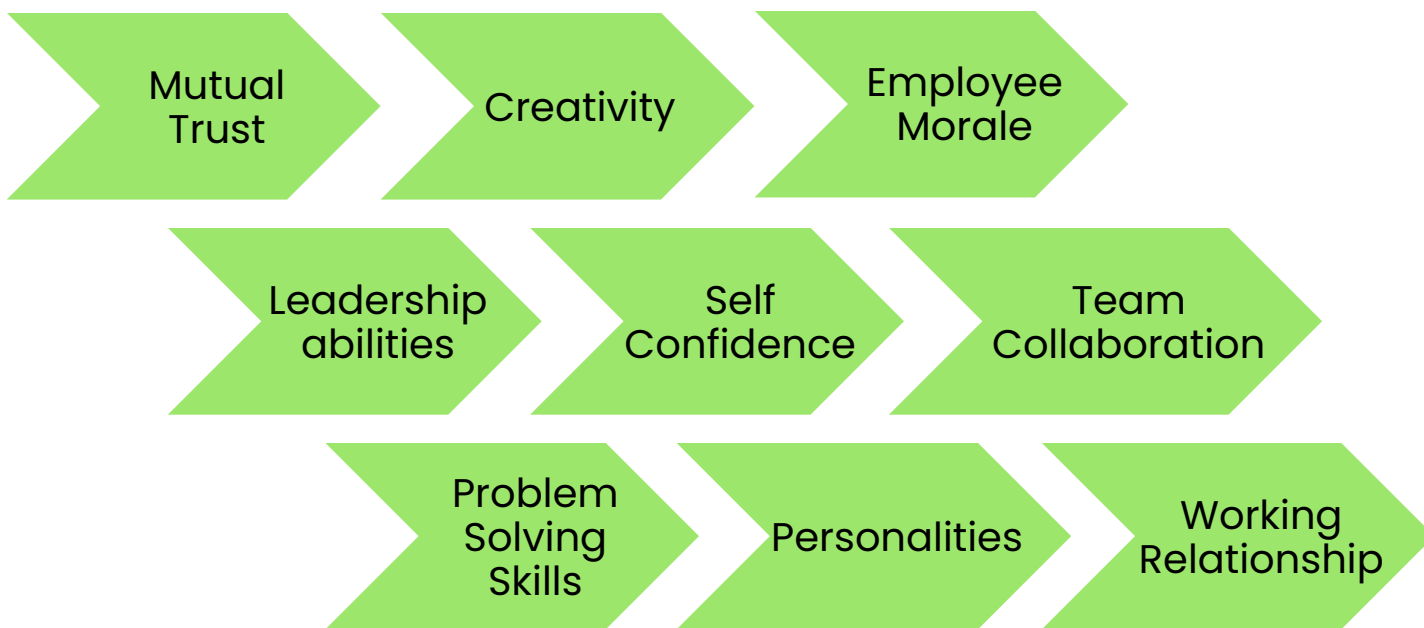 Mutual
Trust
Creativity
Employee
Morale
Leadership
abilities
Self
Confidence
Team
Collaboration
Problem
Solving
Skills
Personalities
Working
Relationship